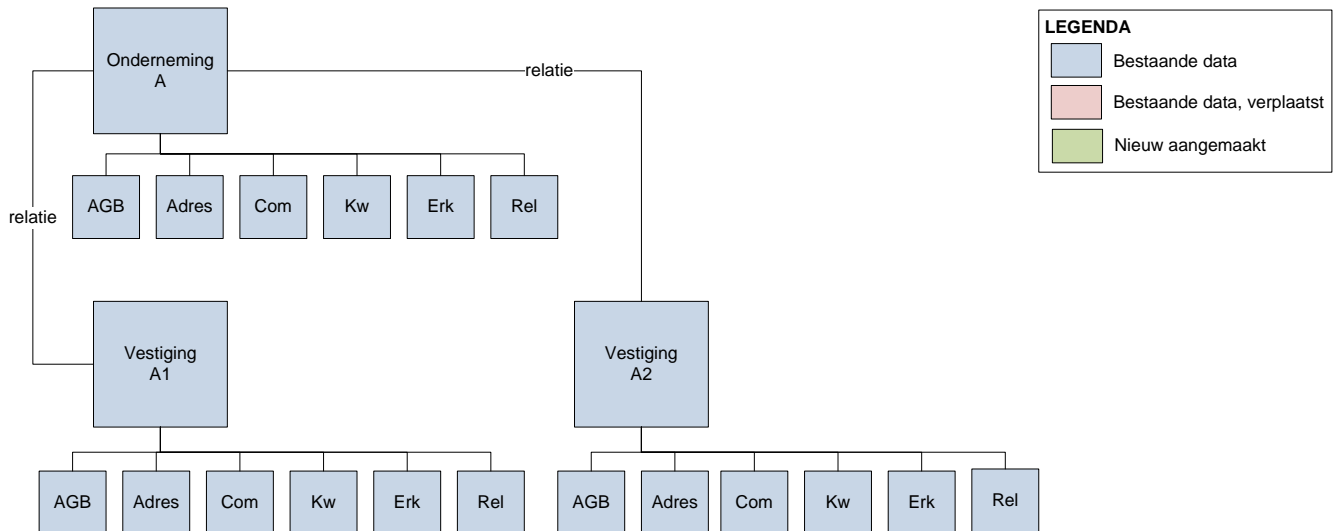 Onderneming
A
relatie
LEGENDA
Bestaande data
Bestaande data, verplaatst
Nieuw aangemaakt
AGB
Adres
Com
Kw
Erk
Rel
relatie
Vestiging
A1
Vestiging
A2
AGB
Adres
Com
Kw
Erk
Rel
AGB
Adres
Com
Kw
Erk
Rel